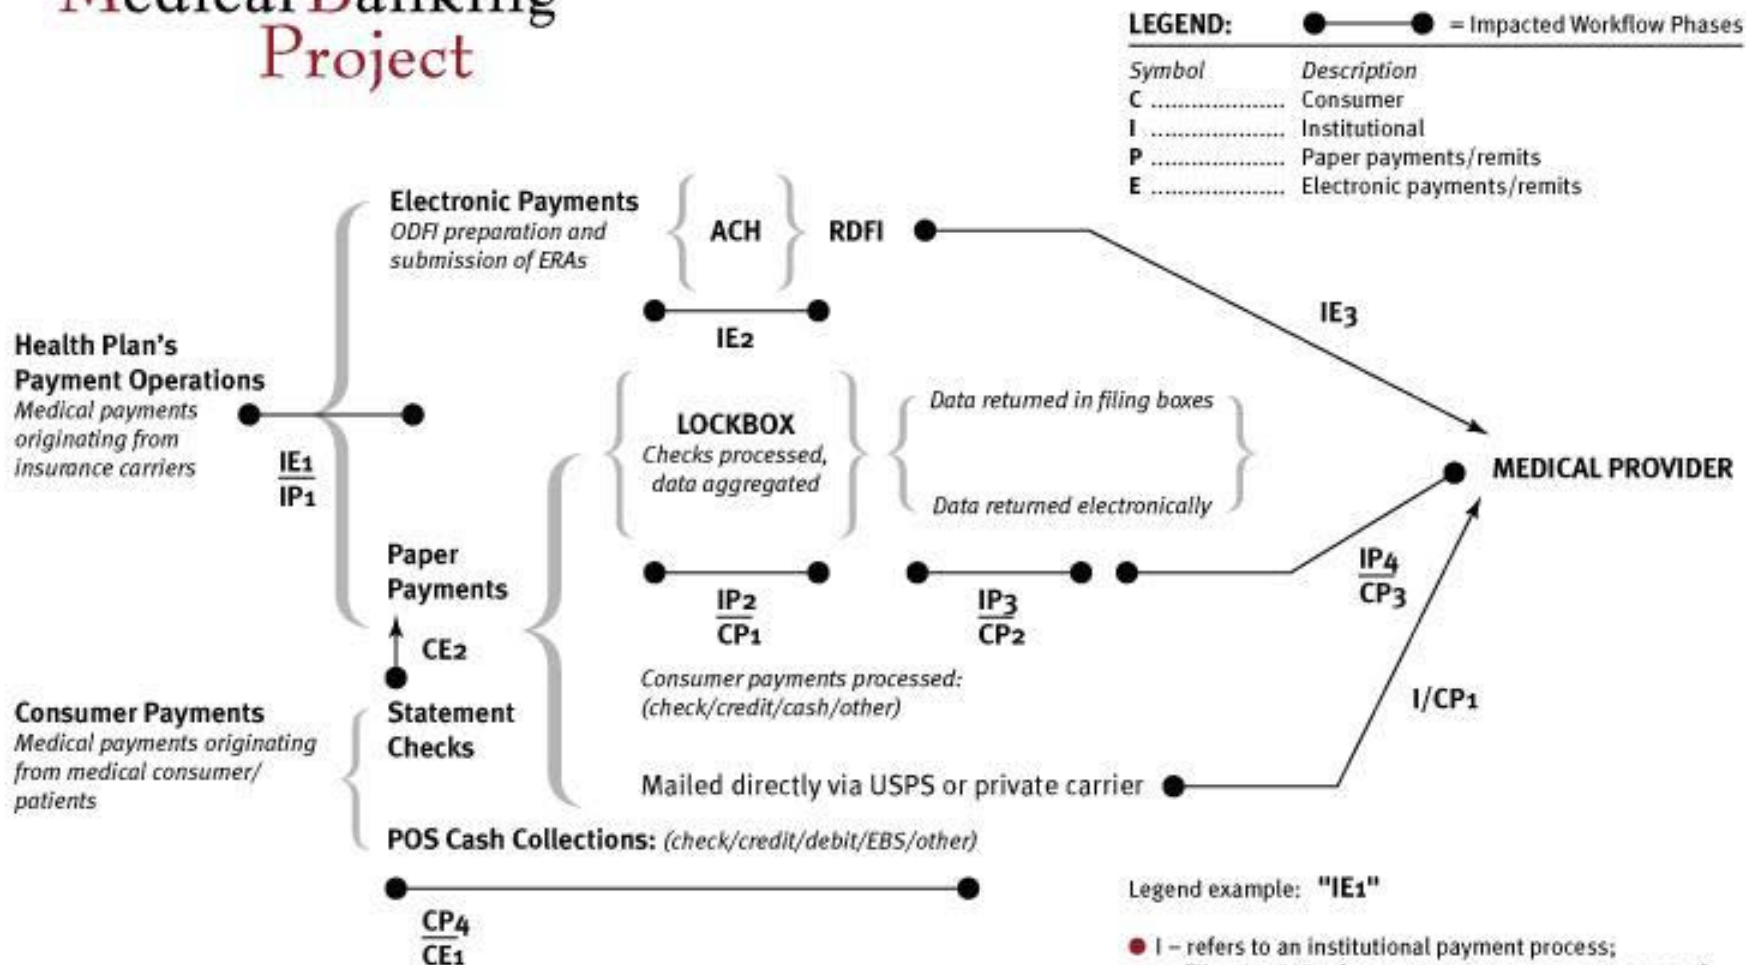 Medical Banking
Project
LEGEND: = Impacted Workflow Phases
Symbol Description
C .................... Consumer
I .................... Institutional
P .................... Paper payments/remits
E .................... Electronic payments/remits
Electronic Payments
ODFI preparation and
submission of ERAs
ACH
RDFI
IE2
IE3
Health Plan's
Payment Operations
Medical payments
originating from
insurance carriers
IE1
IP1
LOCKBOX
Checks processed,
data aggregated
Data returned in filing boxes
Data returned electronically
MEDICAL PROVIDER
Paper
Payments
IP2
CP1
IP3
CP2
IP4
CP3
CE2
Consumer payments processed:
(check/credit/cash/other)
I/CP1
Consumer Payments
Medical payments originating
from medical consumer/
patients
Statement
Checks
Mailed directly via USPS or private carrier
POS Cash Collections: (check/credit/debit/EBS/other)
CP4
CE1
Legend example: "IE1"
I – refers to an institutional payment process;